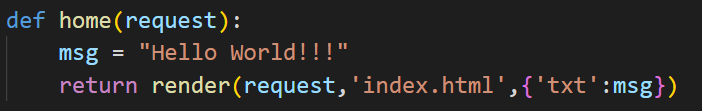 def home(request):
    msg = "Hello World!!!"
    return render(request,'index.html',{'txt':msg})